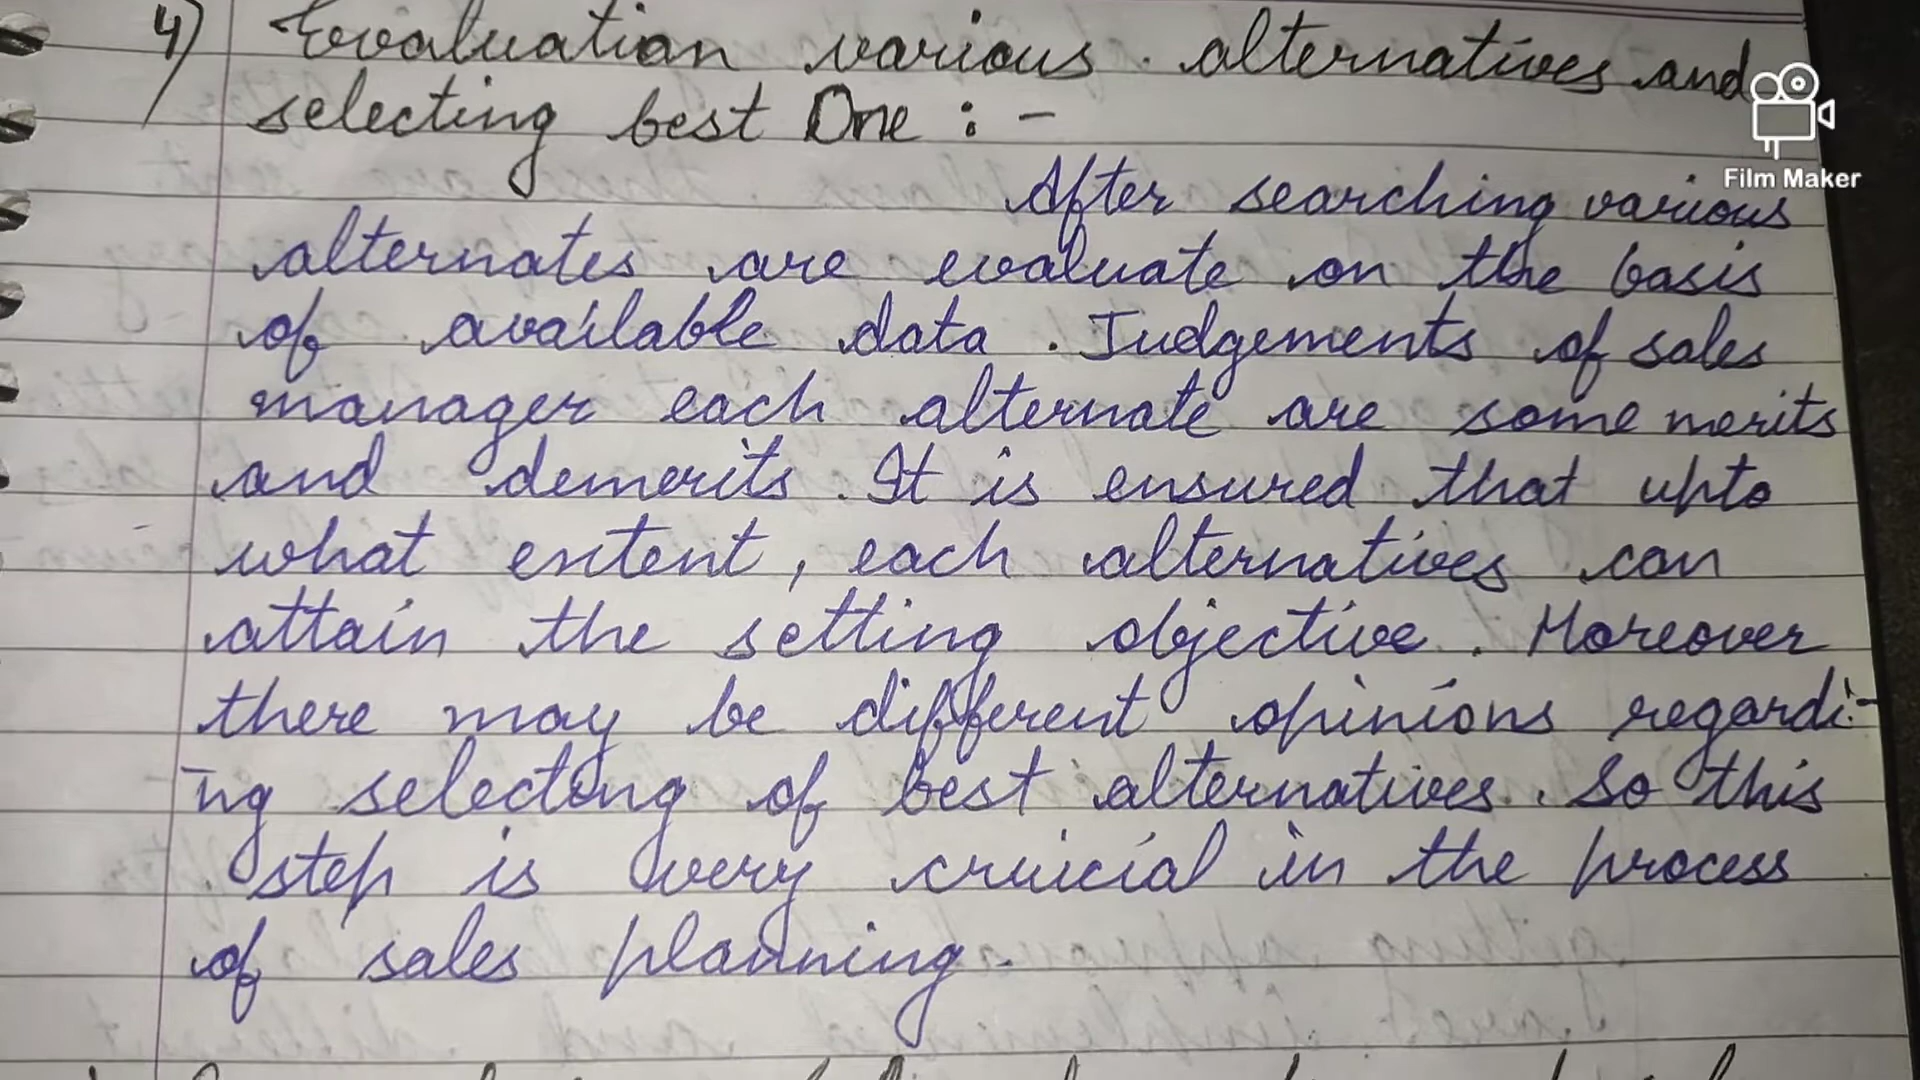 4) Evaluation various alternatives and
selecting best One : -
Film Maker
After searching various
alternates are evaluate on the basis
of available data. Judgements of sales
manager each alternate are some merits
and demerits. It is ensured that upto
what extent, each alternatives can
attain the setting objective. Moreover
there may be different opinions regardi-
ng selecting of best alternatives. So this
step is very cruicial in the process
of sales planning.